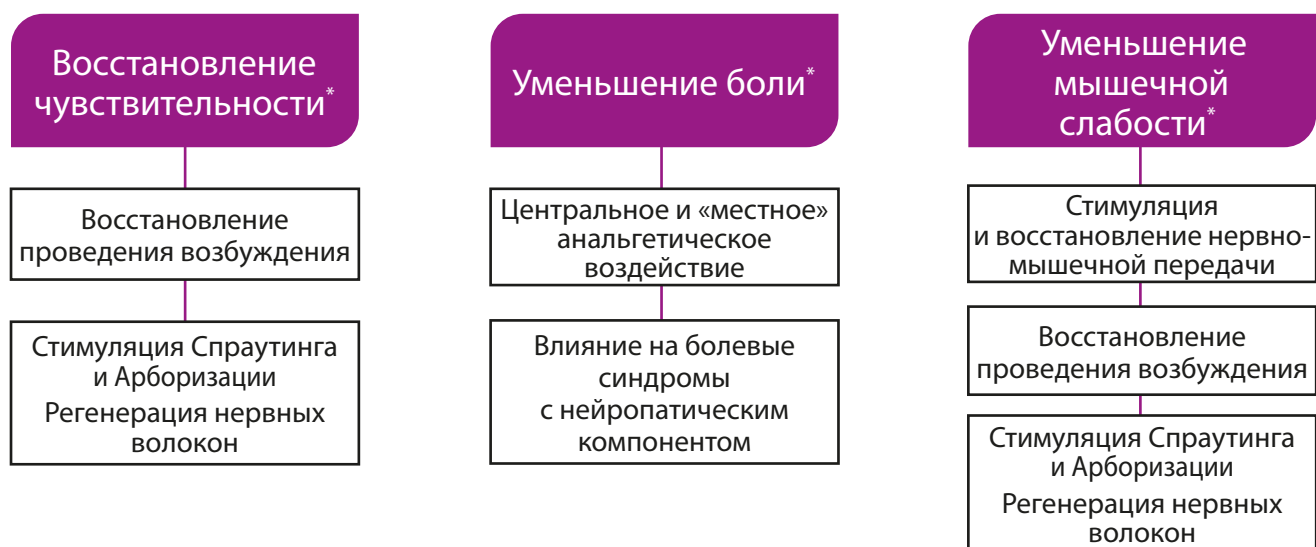 Восстановление
чувствительности*
Восстановление
проведения возбуждения
Стимуляция Спраутинга
и Арборизации
Регенерация нервных
волокон
Уменьшение боли*
Центральное и «местное»
анальгетическое
воздействие
Влияние на болевые
синдромы
с нейропатическим
компонентом
Уменьшение
мышечной
слабости*
Стимуляция
и восстановление нервно-
мышечной передачи
Восстановление
проведения возбуждения
Стимуляция Спраутинга
и Арборизации
Регенерация нервных
волокон